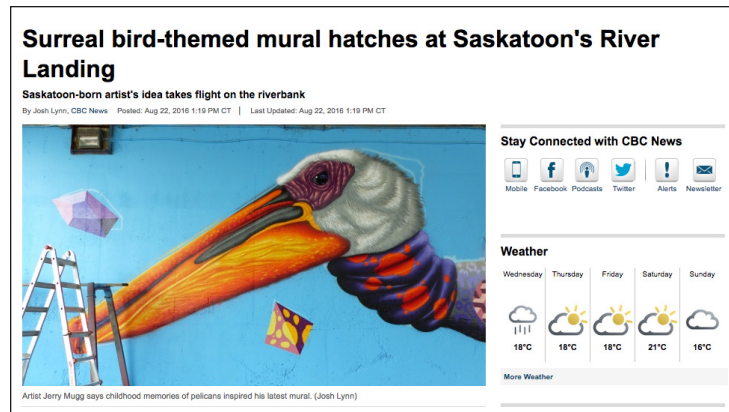 Surreal bird-themed mural hatches at Saskatoon's River
Landing
Saskatoon-born artist's idea takes flight on the riverbank
By Josh Lynn, CBC News Posted: Aug 22, 2016 1:19 PM CT | Last Updated: Aug 22, 2016 1:19 PM CT
Artist Jerry Mugg says childhood memories of pelicans inspired his latest mural. (Josh Lynn)
Stay Connected with CBC News
Mobile Facebook Podcasts Twitter Alerts Newsletter
Weather
Wednesday Thursday Friday Saturday Sunday
18°C 18°C 18°C 21°C 16°C
More Weather